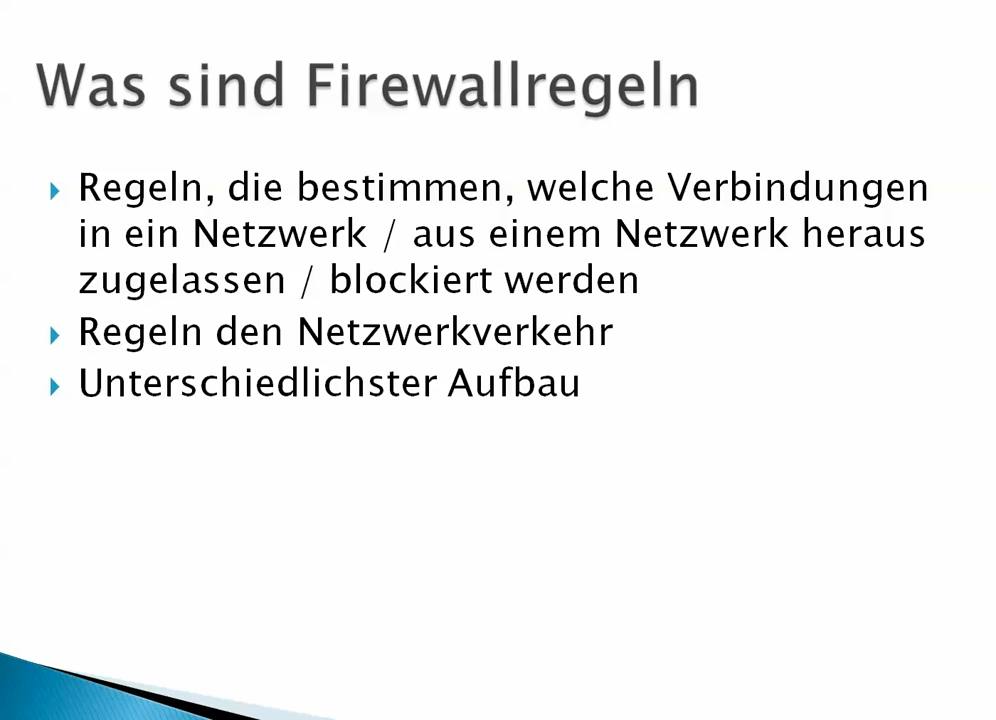 Was sind Firewallregeln
Regeln, die bestimmen, welche Verbindungen
in ein Netzwerk / aus einem Netzwerk heraus
zugelassen / blockiert werden
Regeln den Netzwerkverkehr
Unterschiedlichster Aufbau